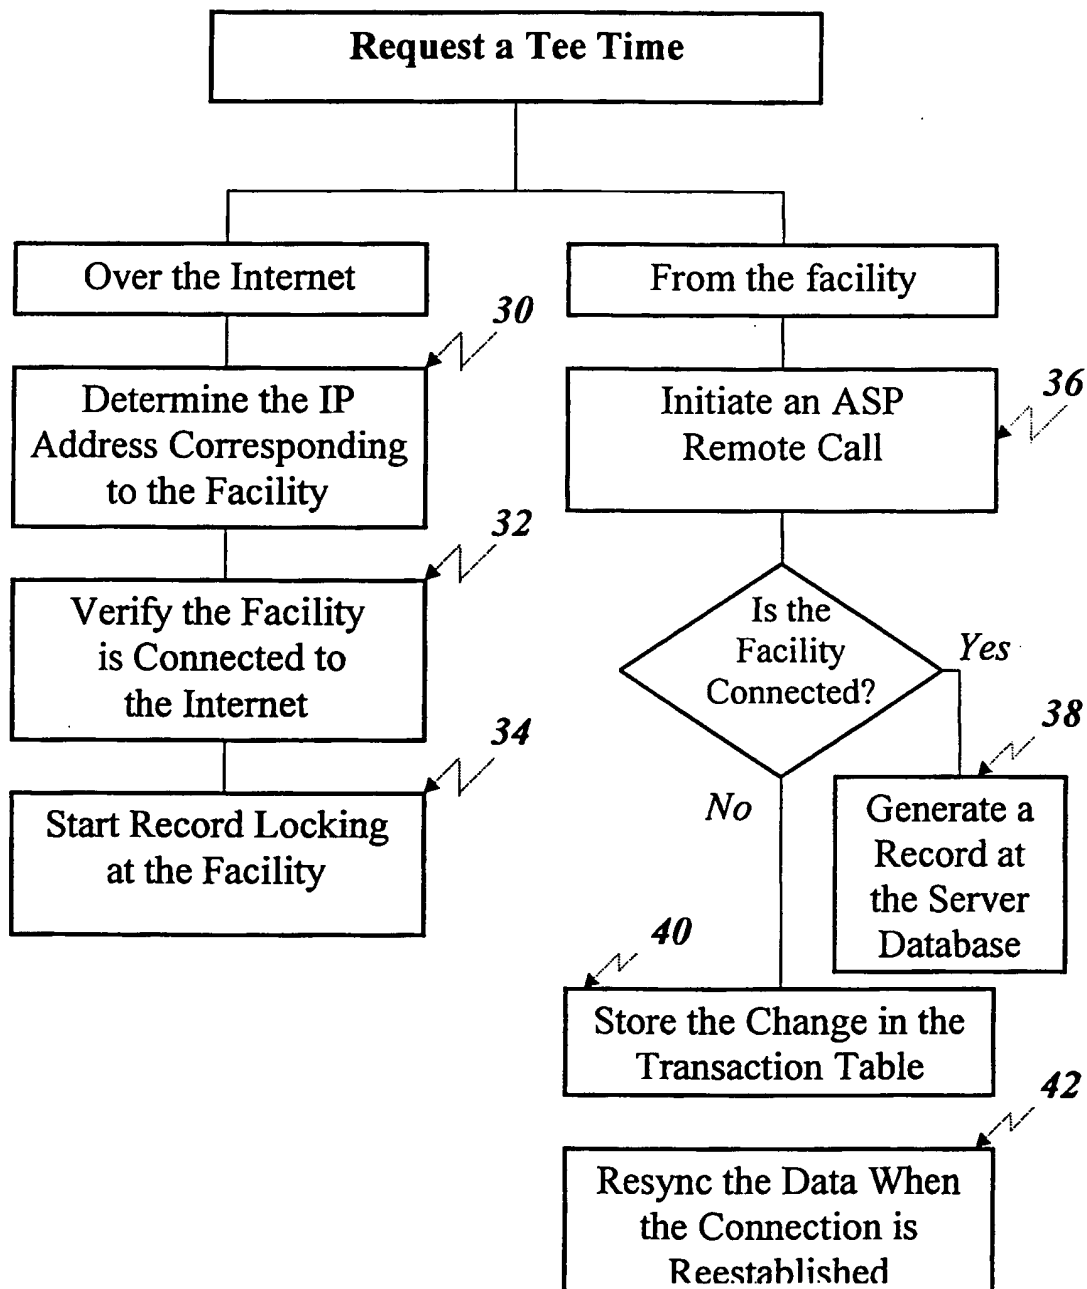 Request a Tee Time
Over the Internet
From the facility
30
Determine the IP
Address Corresponding
to the Facility
36
Initiate an ASP
Remote Call
32
Verify the Facility
is Connected to
the Internet
Is the
Facility
Connected?
Yes
No
34
Start Record Locking
at the Facility
38
Generate a
Record at
the Server
Database
40
Store the Change in the
Transaction Table
42
Resync the Data When
the Connection is
Reestablished